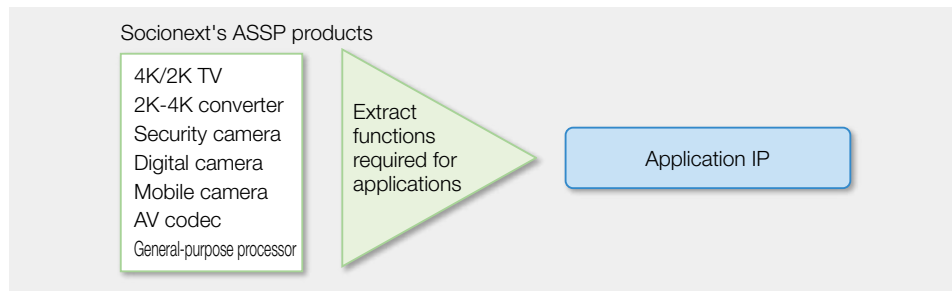 Socionext's ASSP products
4K/2K TV
2K-4K converter
Security camera
Digital camera
Mobile camera
AV codec
General-purpose processor
Extract
functions
required for
applications
Application IP